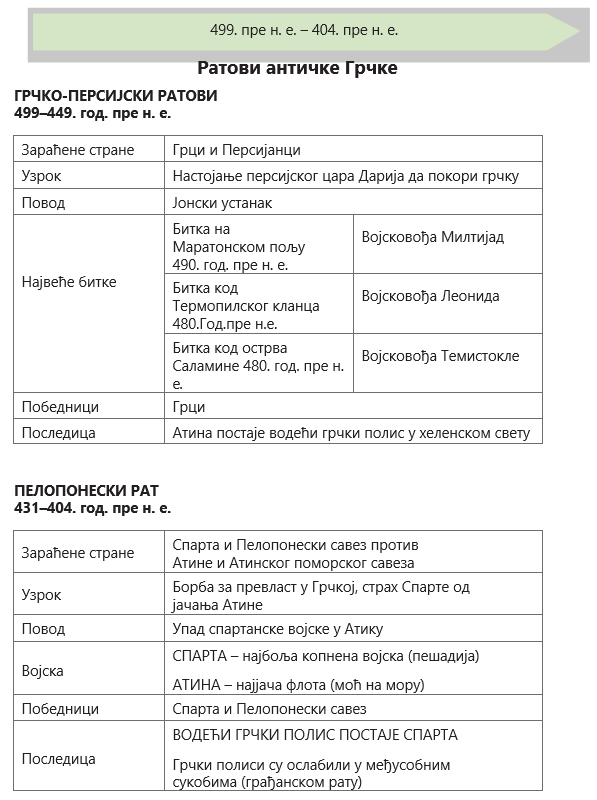 499. пре н. е. – 404. пре н. е.
Ратови античке Грчке
ГРЧКО-ПЕРСИЈСКИ РАТОВИ
499–449. год. пре н. е.
Зараћене стране
Грци и Персијанци
Узрок
Настојање персијског цара Дарија да покори грчку
Повод
Јонски устанак
Највеће битке
Битка на
Маратонском пољу
490. год. пре н. е.
Војсковођа Милтијад
Битка код
Термопилског кланца
480.Год.пре н.е.
Војсковођа Леонида
Битка код острва
Саламине 480. год. пре н.
е.
Војсковођа Темистокле
Победници
Грци
Последица
Атина постаје водећи грчки полис у хеленском свету
ПЕЛОПОНЕСКИ РАТ
431–404. год. пре н. е.
Зараћене стране
Спарта и Пелопонески савез против
Атине и Атинског поморског савеза
Узрок
Борба за превласт у Грчкој, страх Спарте од
јачања Атине
Повод
Упад спартанске војске у Атику
Војска
СПАРТА – најбоља копнена војска (пешадија)
АТИНА – најјача флота (моћ на мору)
Победници
Спарта и Пелопонески савез
Последица
ВОДЕЋИ ГРЧКИ ПОЛИС ПОСТАЈЕ СПАРТА
Грчки полиси су ослабили у међусобним
сукобима (грађанском рату)